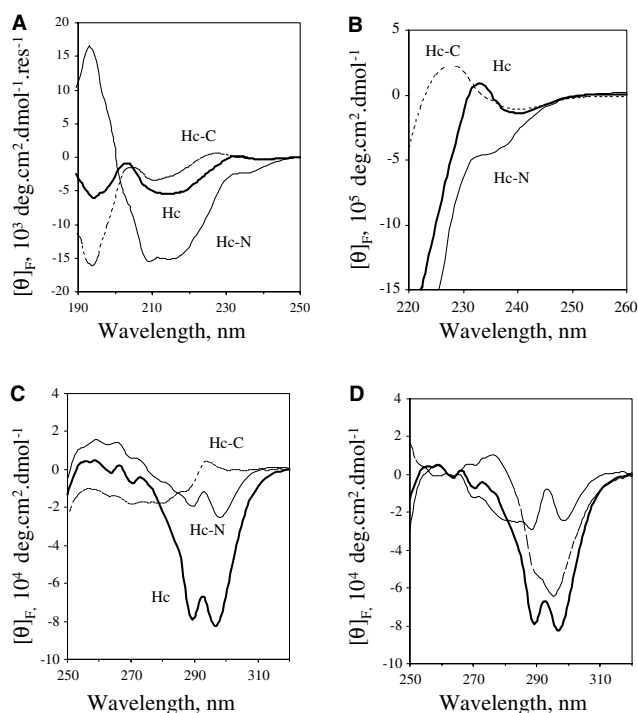 A
20
15
10
5
0
-5
-10
-15
-20
190 200 210 220 230 240 250
Hc-C
Hc
Hc-N
[θ]F, 10³ deg.cm².dmol⁻¹.res⁻¹
Wavelength, nm
B
5
0
-5
-10
-15
220 230 240 250 260
Hc-C
Hc
Hc-N
[θ]F, 10⁵ deg.cm².dmol⁻¹
Wavelength, nm
C
4
2
0
-2
-4
-6
-8
-10
250 270 290 310
Hc-C
Hc-N
Hc
[θ]F, 10⁴ deg.cm².dmol⁻¹
Wavelength, nm
D
4
2
0
-2
-4
-6
-8
-10
250 270 290 310
[θ]F, 10⁴ deg.cm².dmol⁻¹
Wavelength, nm